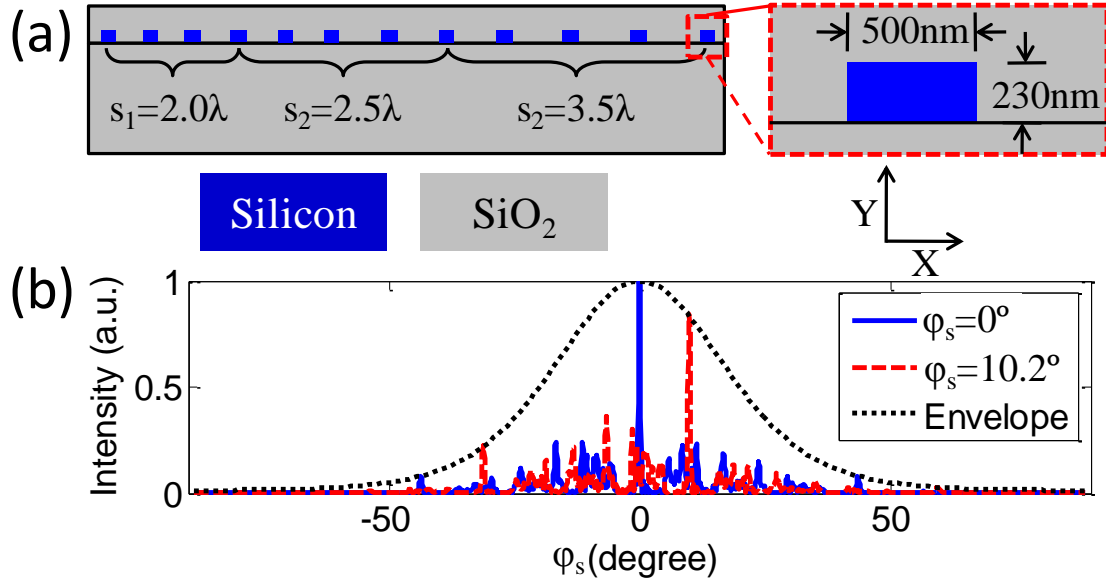 (a)
500nm
230nm
s₁=2.0λ
s₂=2.5λ
s₂=3.5λ
Silicon
SiO₂
Y
X
(b)
Intensity (a.u.)
1
0.5
0
-50
0
50
φₛ(degree)
φₛ=0º
φₛ=10.2º
Envelope